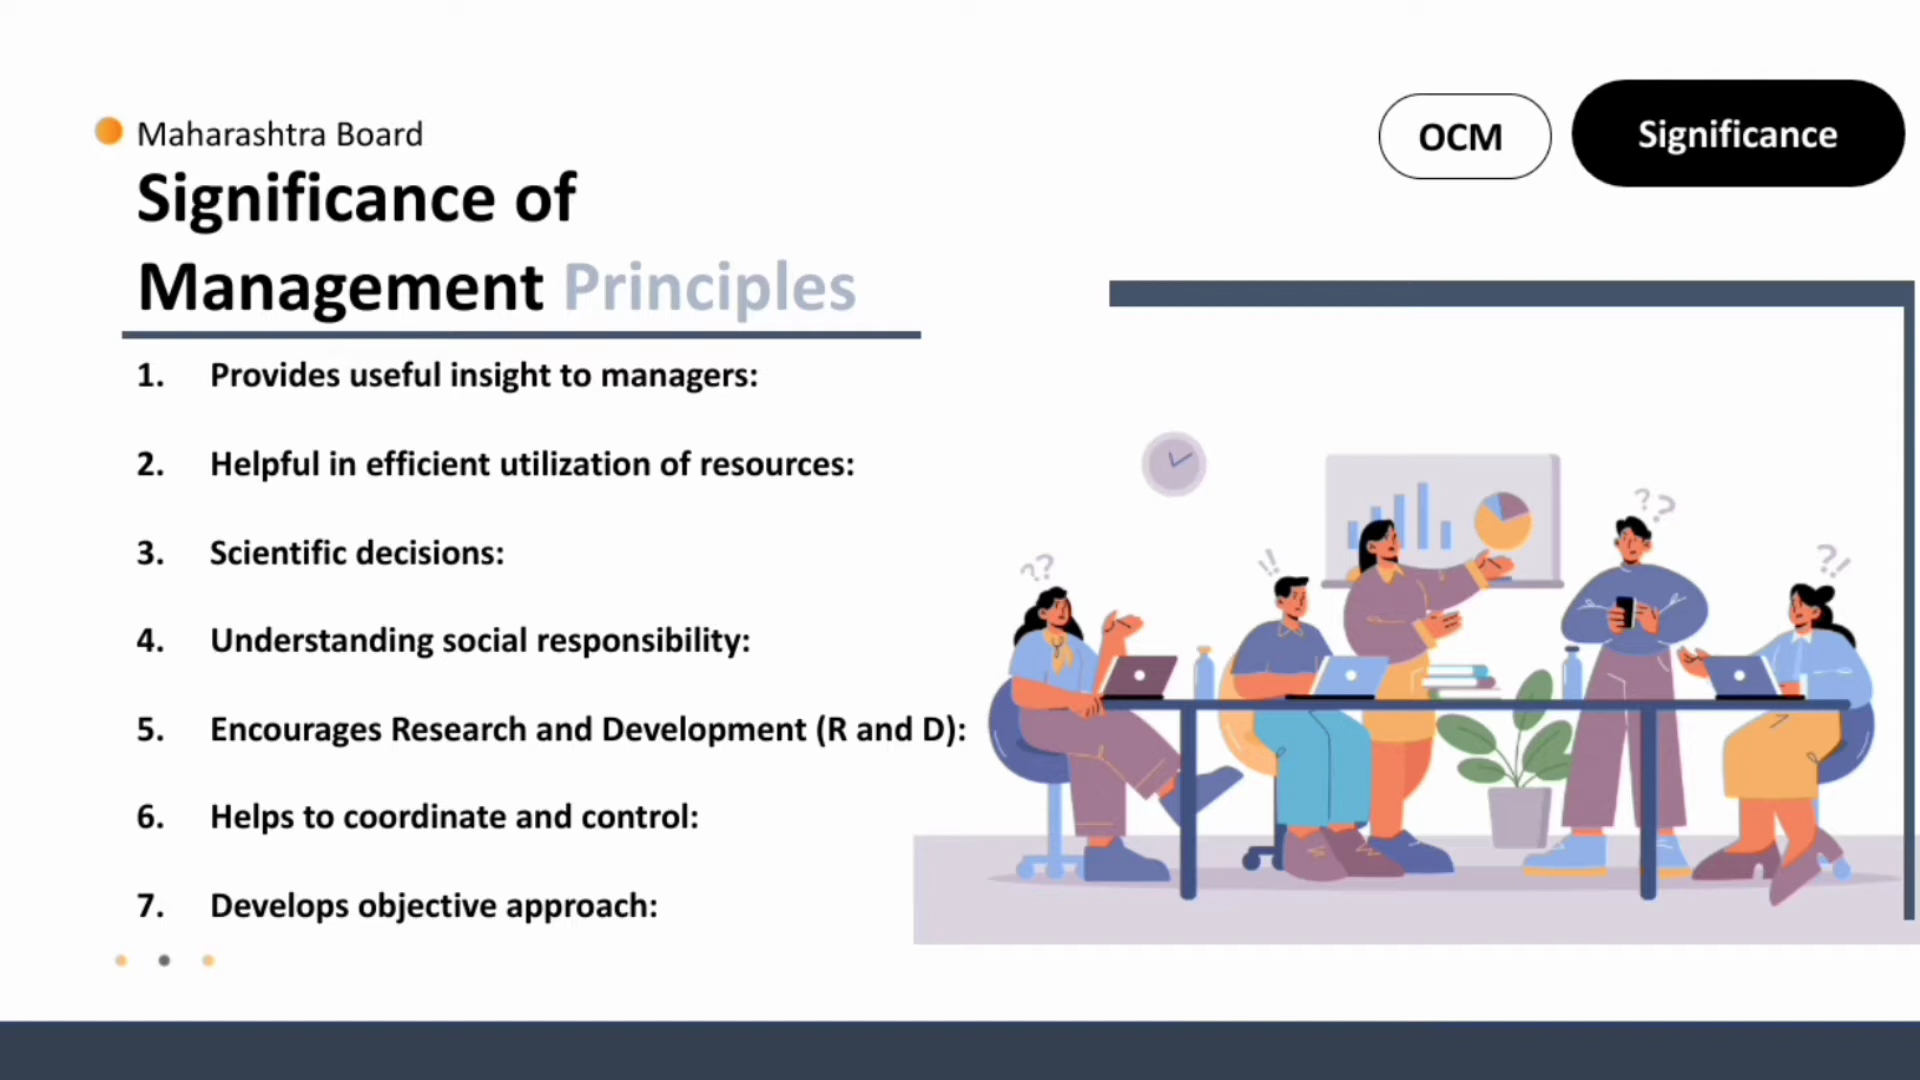 Maharashtra Board
Significance of
Management Principles
OCM
Significance
1. Provides useful insight to managers:
2. Helpful in efficient utilization of resources:
3. Scientific decisions:
4. Understanding social responsibility:
5. Encourages Research and Development (R and D):
6. Helps to coordinate and control:
7. Develops objective approach:
??
!!
??
?!